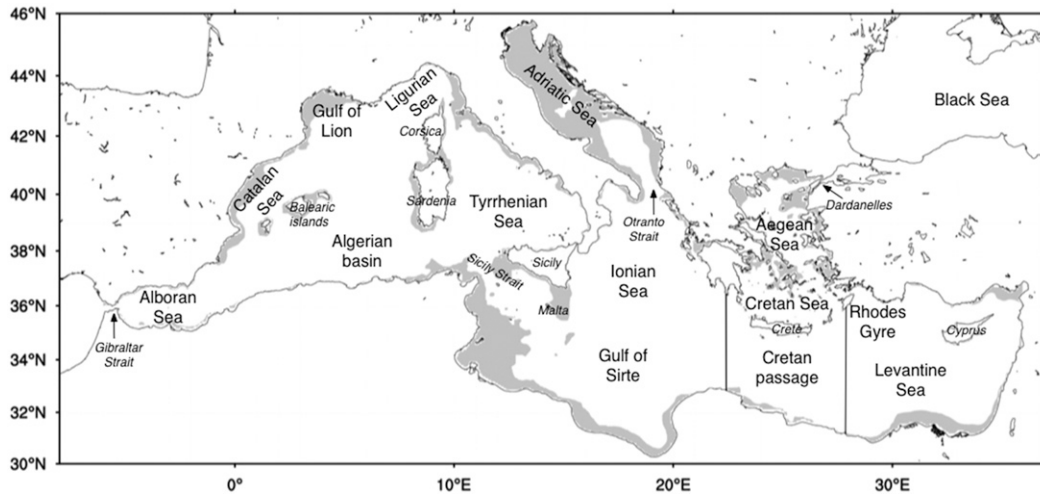 46°N
44°N
42°N
40°N
38°N
36°N
34°N
32°N
30°N
0°
10°E
20°E
30°E
Gulf of
Lion
Ligurian
Sea
Corsica
Adriatic Sea
Black Sea
Catalan
Sea
Balearic
islands
Sardenia
Tyrrhenian
Sea
Otranto
Strait
Dardanelles
Aegean
Sea
Algerian
basin
Sicily Strait
Sicily
Malta
Ionian
Sea
Alboran
Sea
Gibraltar
Strait
Cretan Sea
Crete
Rhodes
Gyre
Cyprus
Gulf of
Sirte
Cretan
passage
Levantine
Sea